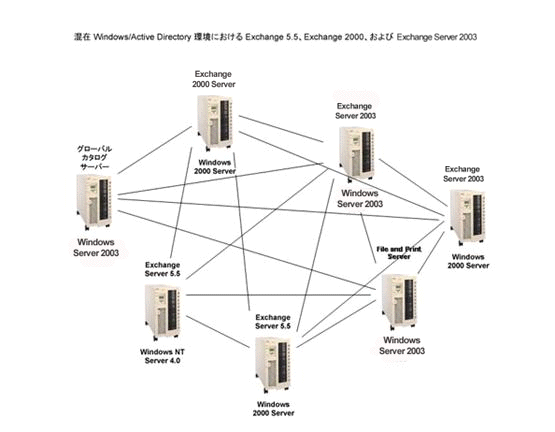 混在 Windows/Active Directory 環境における Exchange 5.5、Exchange 2000、および Exchange Server 2003
Exchange
2000 Server
Windows
2000 Server
Exchange
Server 2003
Windows
Server 2003
グローバル
カタログ
サーバー
Windows
Server 2003
Exchange
Server 2003
Windows
2000 Server
File and Print
Server
Windows
Server 2003
Exchange
Server 5.5
Windows NT
Server 4.0
Exchange
Server 5.5
Windows
2000 Server